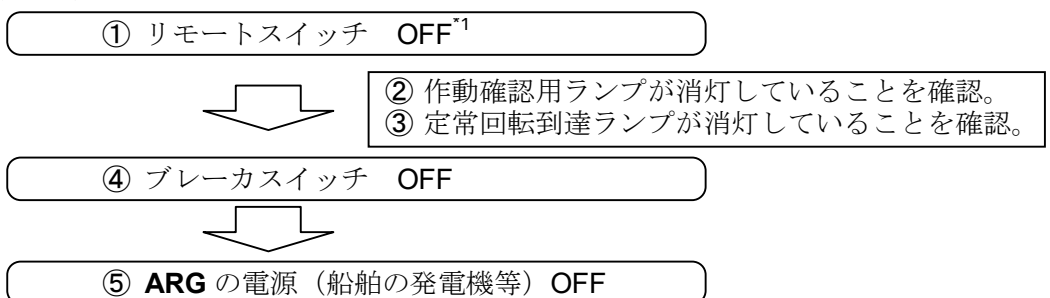 ① リモートスイッチ　OFF*1
② 作動確認用ランプが消灯していることを確認。
③ 定常回転到達ランプが消灯していることを確認。
④ ブレーカスイッチ　OFF
⑤ ARG の電源（船舶の発電機等）OFF